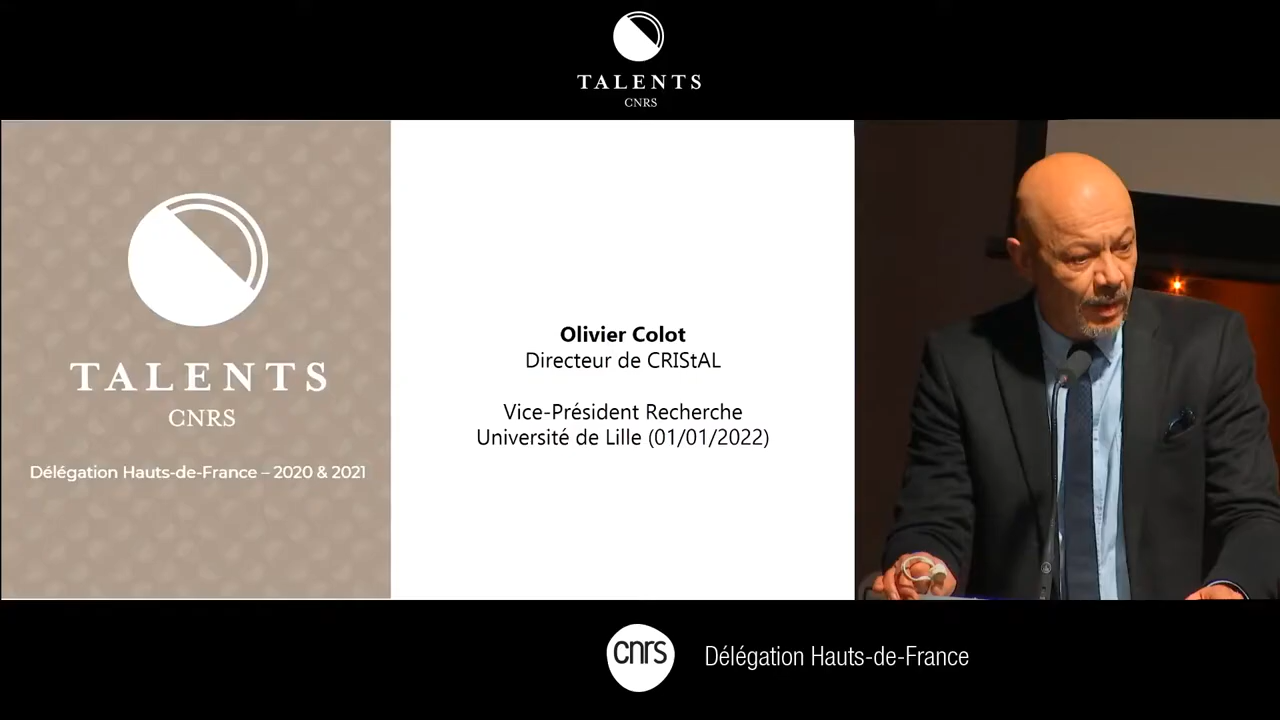 TALENTS
CNRS
TALENTS
CNRS
Délégation Hauts-de-France – 2020 & 2021
Olivier Colot
Directeur de CRIStAL
Vice-Président Recherche
Université de Lille (01/01/2022)
cnrs
Délégation Hauts-de-France